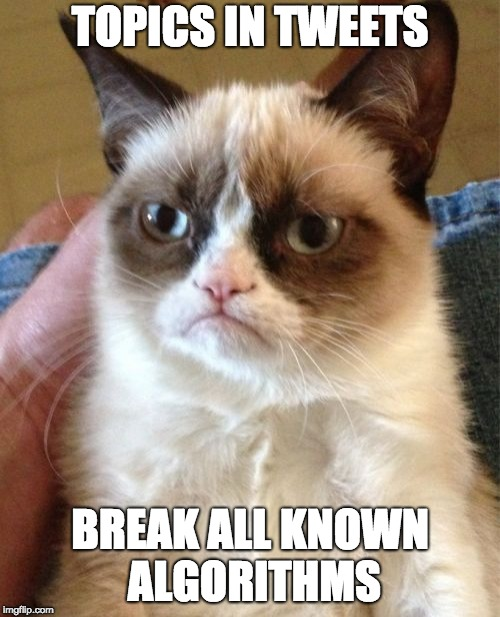 TOPICS IN TWEETS
BREAK ALL KNOWN
ALGORITHMS
imgflip.com